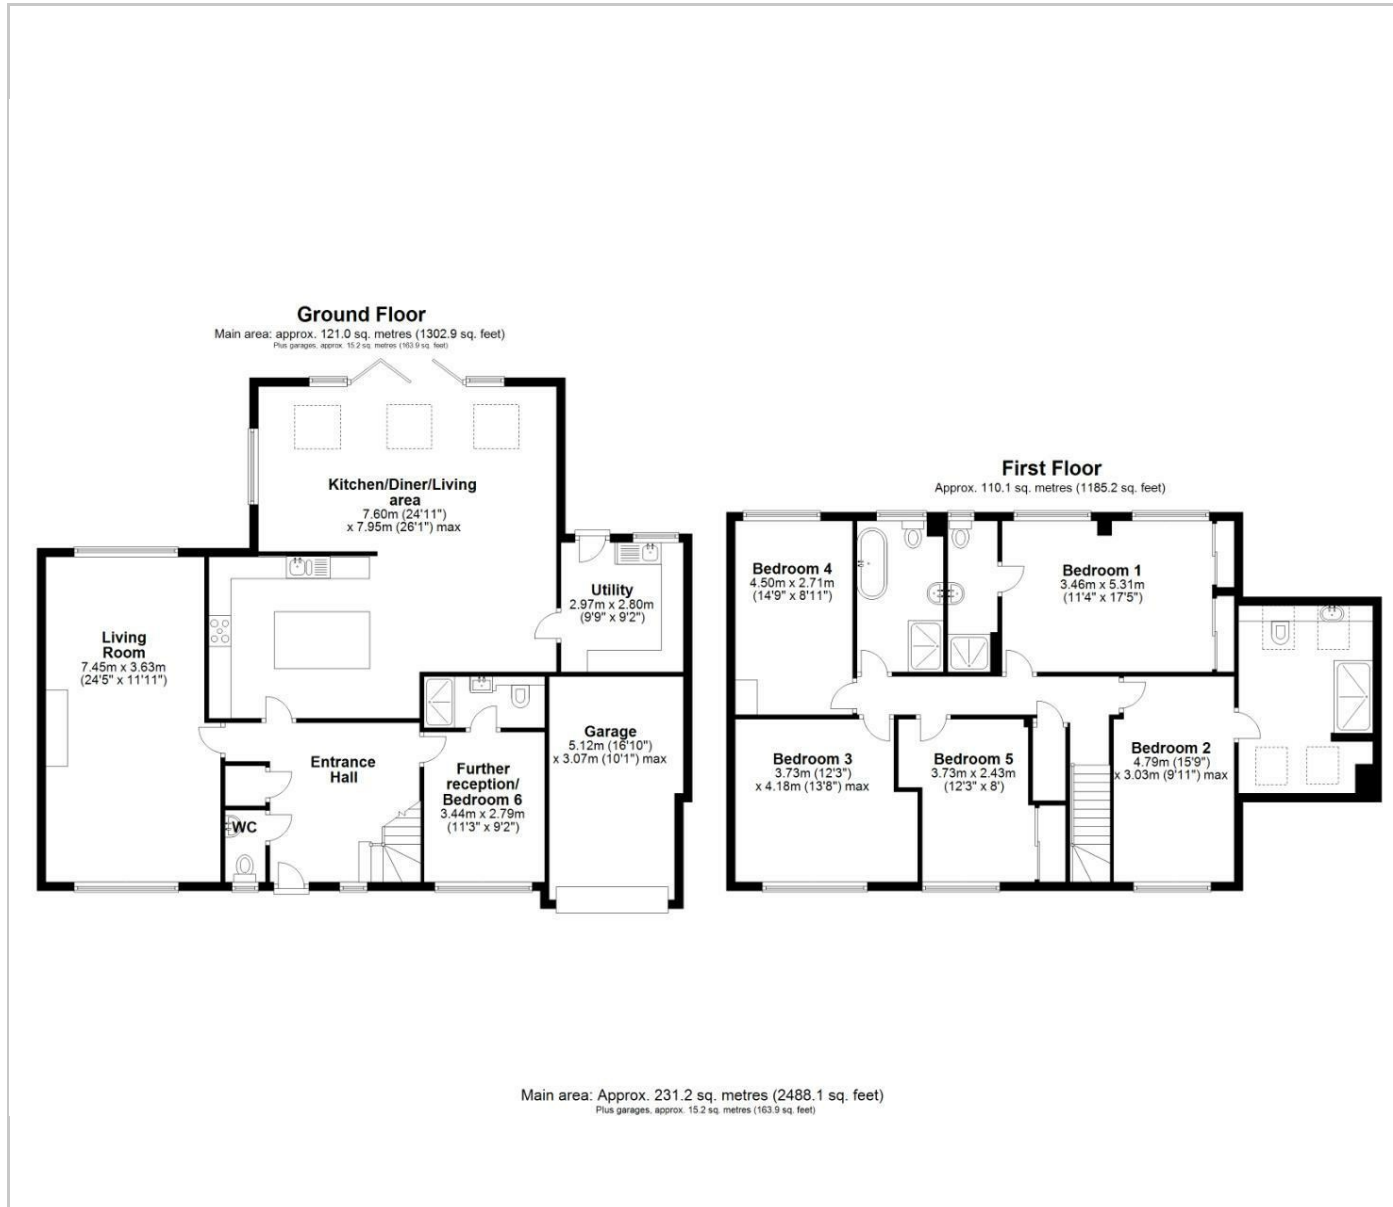 Ground Floor
Main area: approx. 121.0 sq. metres (1302.9 sq. feet)
Plus garages, approx. 15.2 sq. metres (163.9 sq. feet)
Kitchen/Diner/Living
area
7.60m (24'11")
x 7.95m (26'1") max
Utility
2.97m x 2.80m
(9'9" x 9'2")
Living
Room
7.45m x 3.63m
(24'5" x 11'11")
Entrance
Hall
WC
Further
reception/
Bedroom 6
3.44m x 2.79m
(11'3" x 9'2")
Garage
5.12m (16'10")
x 3.07m (10'1") max
First Floor
Approx. 110.1 sq. metres (1185.2 sq. feet)
Bedroom 4
4.50m x 2.71m
(14'9" x 8'11")
Bedroom 1
3.46m x 5.31m
(11'4" x 17'5")
Bedroom 3
3.73m (12'3")
x 4.18m (13'8") max
Bedroom 5
3.73m x 2.43m
(12'3" x 8')
Bedroom 2
4.79m (15'9")
x 3.03m (9'11") max
Main area: Approx. 231.2 sq. metres (2488.1 sq. feet)
Plus garages, approx. 15.2 sq. metres (163.9 sq. feet)